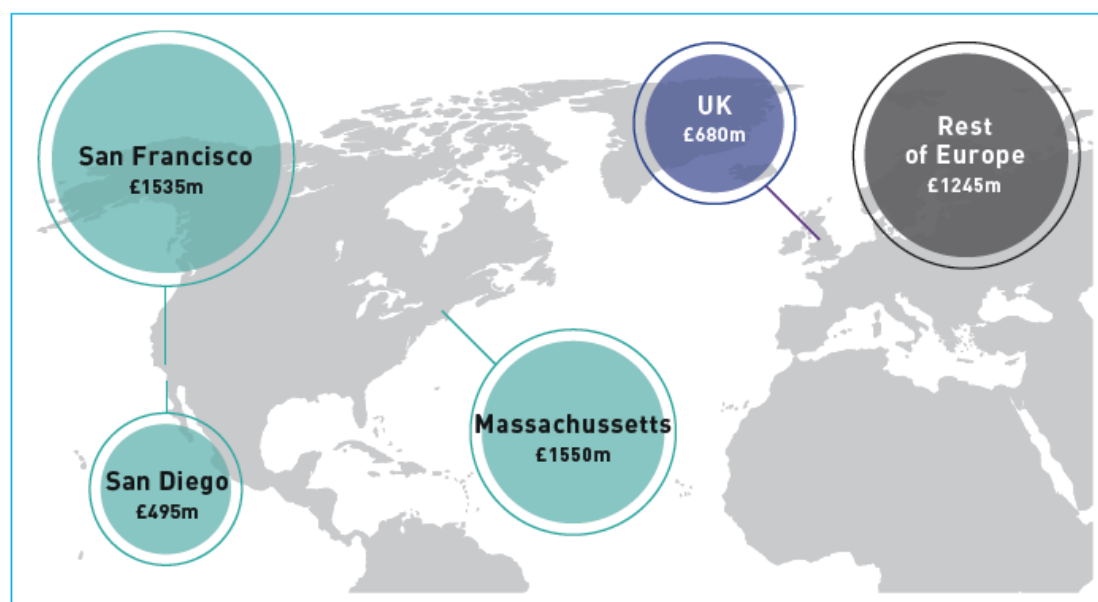 San Francisco
£1535m
UK
£680m
Rest
of Europe
£1245m
Massachussetts
£1550m
San Diego
£495m